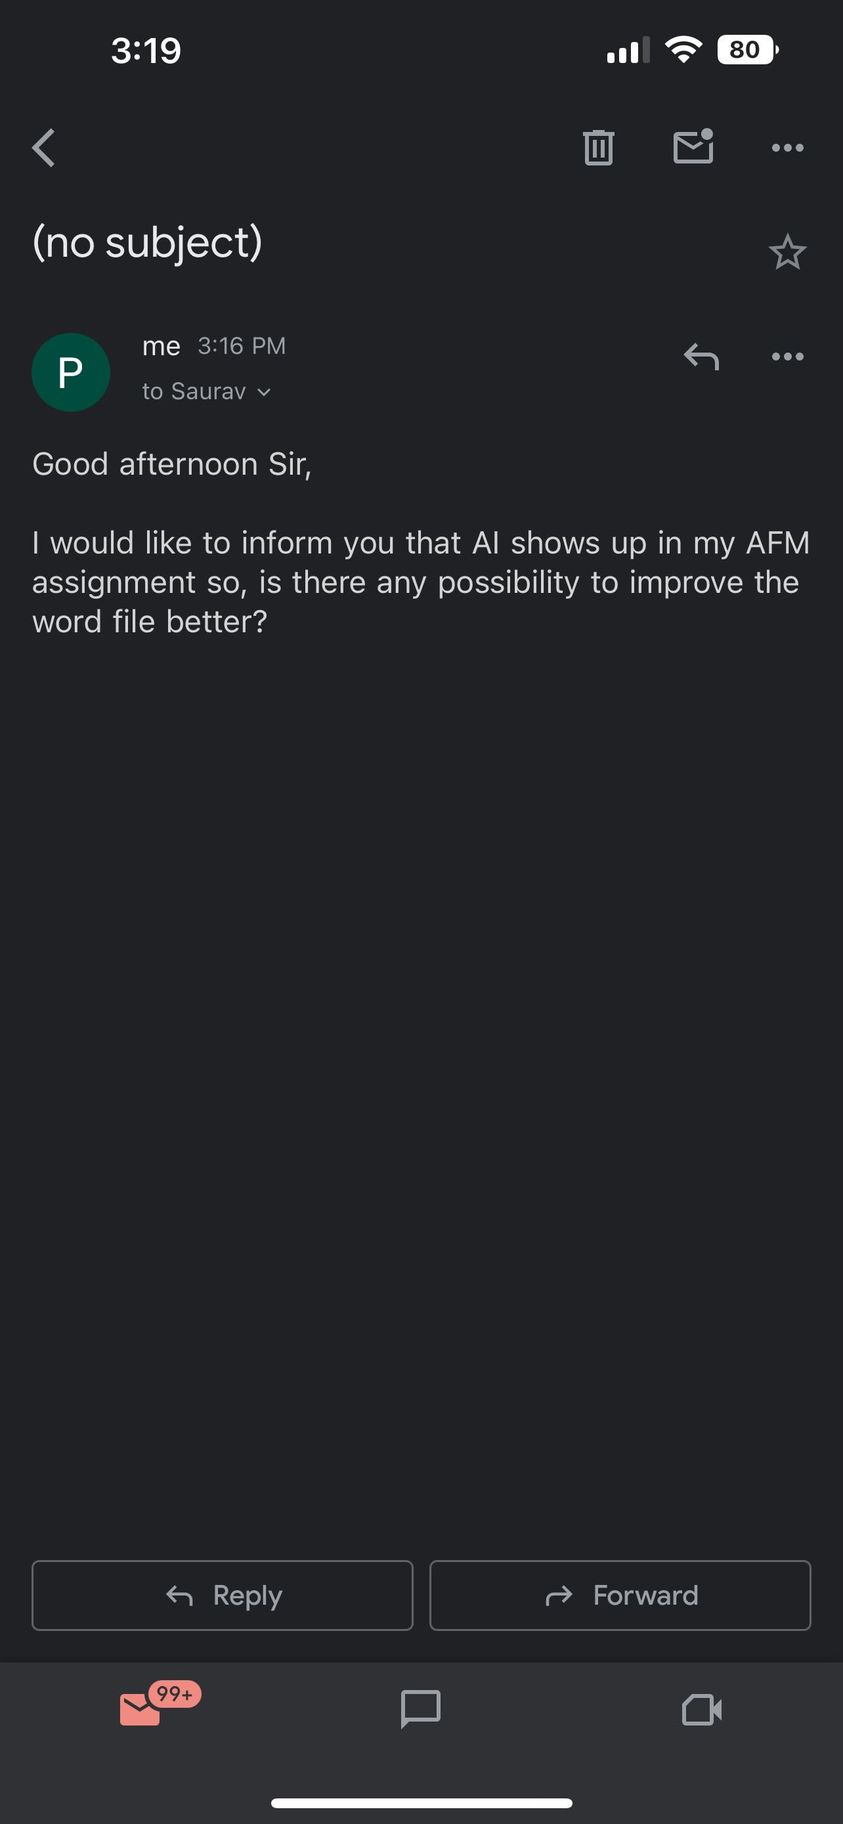 3:19
80
(no subject)
P
me 3:16 PM
to Saurav
Good afternoon Sir,
I would like to inform you that AI shows up in my AFM
assignment so, is there any possibility to improve the
word file better?
Reply
Forward
99+